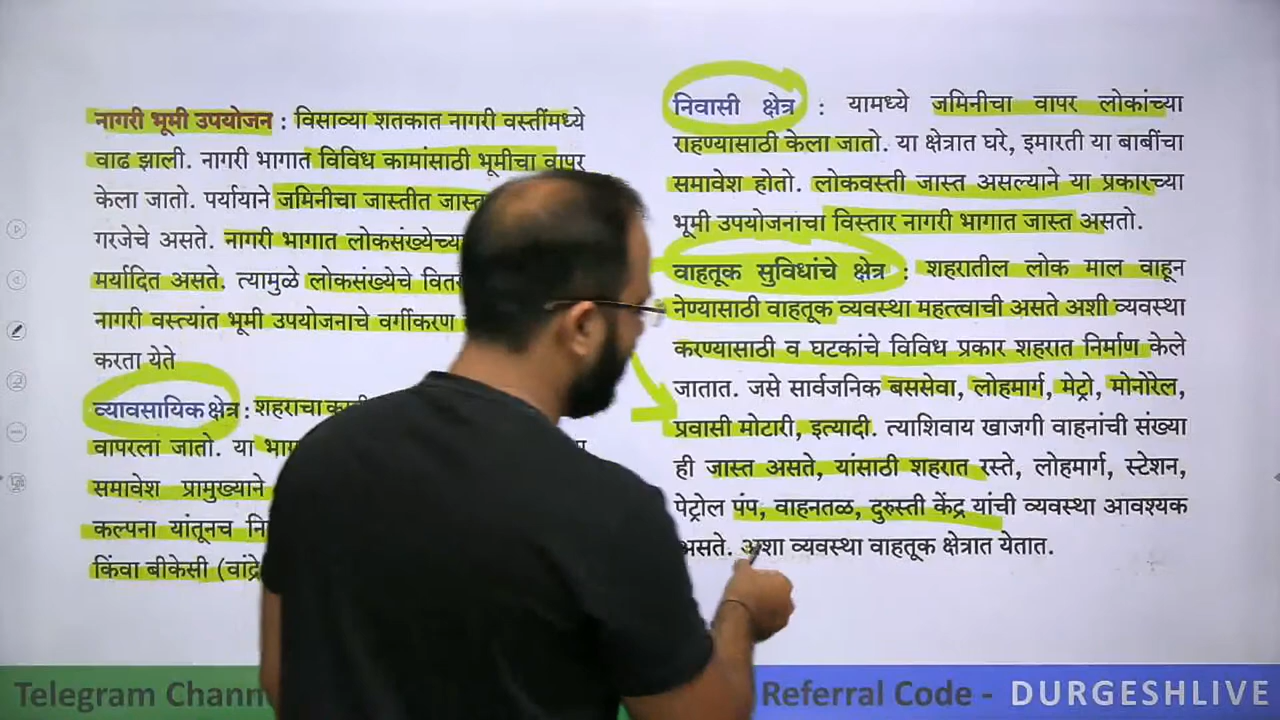 नागरी भूमी उपयोजन : विसाव्या शतकात नागरी वस्तींमध्ये
वाढ झाली. नागरी भागात विविध कामांसाठी भूमीचा वापर
केला जातो. पर्यायाने जमिनीचा जास्तीत जास्त
गरजेचे असते. नागरी भागात लोकसंख्येच्या
मर्यादित असते. त्यामुळे लोकसंख्येचे
नागरी वस्त्यांत भूमी उपयोजनाचे वर्गीकरण
करता येते
व्यावसायिक क्षेत्र : शहराचा
वापरला जातो. या
समावेश प्रामुख्याने
कल्पना यांतूनच
किंवा बीकेसी
निवासी क्षेत्र : यामध्ये जमिनीचा वापर लोकांच्या
राहण्यासाठी केला जातो. या क्षेत्रात घरे, इमारती या बाबींचा
समावेश होतो. लोकवस्ती जास्त असल्याने या प्रकारच्या
भूमी उपयोजनाचा विस्तार नागरी भागात जास्त असतो.
वाहतूक सुविधांचे क्षेत्र : शहरातील लोक माल वाहून
नेण्यासाठी वाहतूक व्यवस्था महत्त्वाची असते अशी व्यवस्था
करण्यासाठी व घटकांचे विविध प्रकार शहरात निर्माण केले
जातात. जसे सार्वजनिक बससेवा, लोहमार्ग, मेट्रो, मोनोरेल,
प्रवासी मोटारी, इत्यादी. त्याशिवाय खाजगी वाहनांची संख्या
ही जास्त असते, यांसाठी शहरात रस्ते, लोहमार्ग, स्टेशन,
पेट्रोल पंप, वाहनतळ, दुरुस्ती केंद्र यांची व्यवस्था आवश्यक
असते. अशा व्यवस्था वाहतूक क्षेत्रात येतात.
Telegram Referral Code - DURGESHLIVE